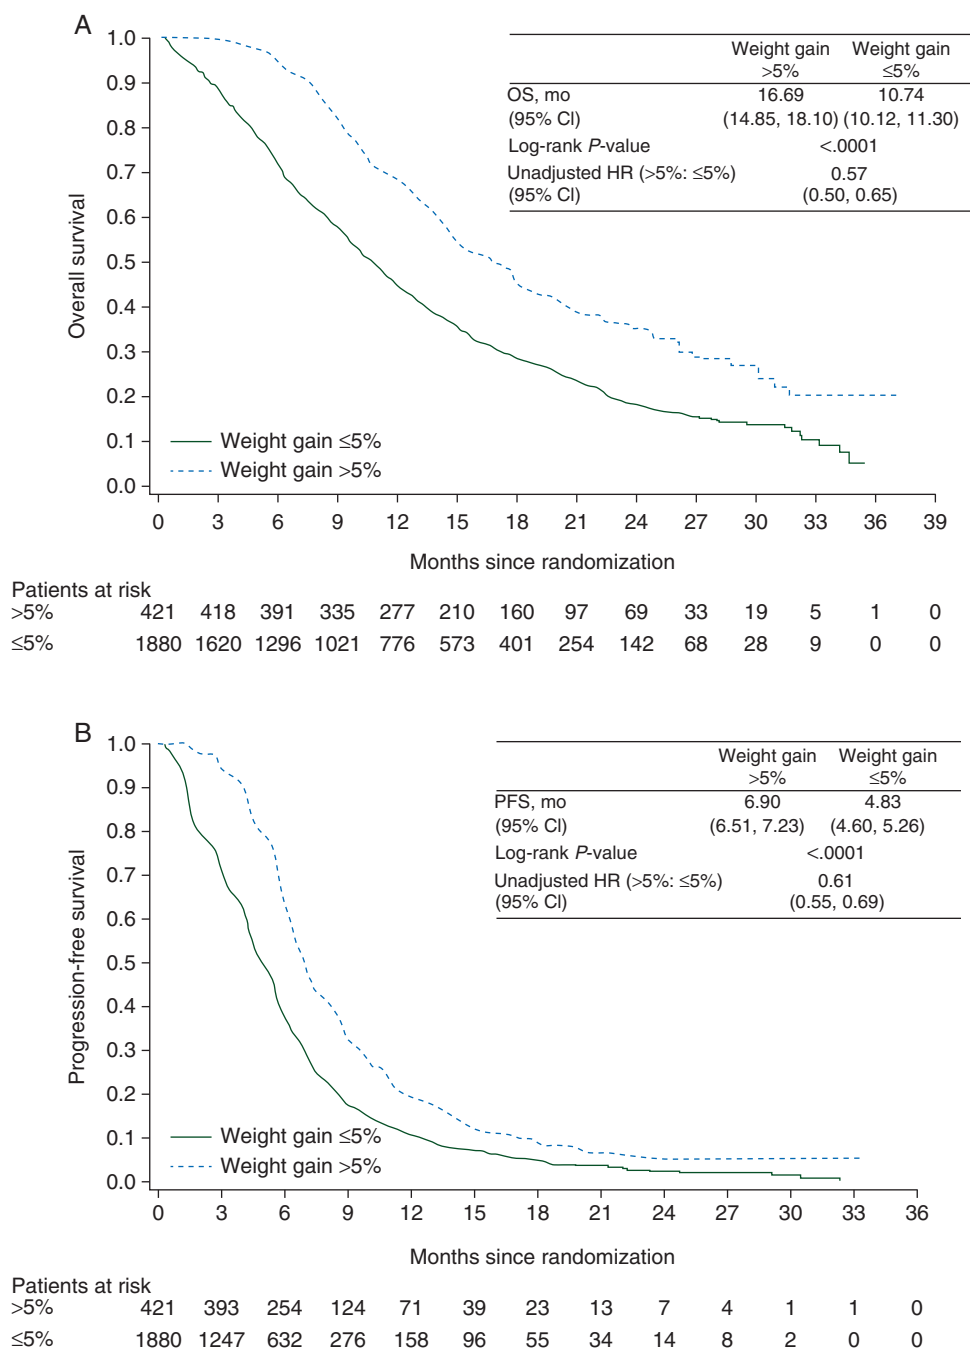 A
Weight gain >5% Weight gain ≤5%
OS, mo 16.69 10.74
(95% CI) (14.85, 18.10) (10.12, 11.30)
Log-rank P-value <.0001
Unadjusted HR (>5%: ≤5%) 0.57
(95% CI) (0.50, 0.65)
Overall survival
1.0
0.9
0.8
0.7
0.6
0.5
0.4
0.3
0.2
0.1
0.0
Weight gain ≤5%
Weight gain >5%
0 3 6 9 12 15 18 21 24 27 30 33 36 39
Months since randomization
Patients at risk
>5% 421 418 391 335 277 210 160 97 69 33 19 5 1 0
≤5% 1880 1620 1296 1021 776 573 401 254 142 68 28 9 0 0
B
Weight gain >5% Weight gain ≤5%
PFS, mo 6.90 4.83
(95% CI) (6.51, 7.23) (4.60, 5.26)
Log-rank P-value <.0001
Unadjusted HR (>5%: ≤5%) 0.61
(95% CI) (0.55, 0.69)
Progression-free survival
1.0
0.9
0.8
0.7
0.6
0.5
0.4
0.3
0.2
0.1
0.0
Weight gain ≤5%
Weight gain >5%
0 3 6 9 12 15 18 21 24 27 30 33 36
Months since randomization
Patients at risk
>5% 421 393 254 124 71 39 23 13 7 4 1 1 0
≤5% 1880 1247 632 276 158 96 55 34 14 8 2 0 0